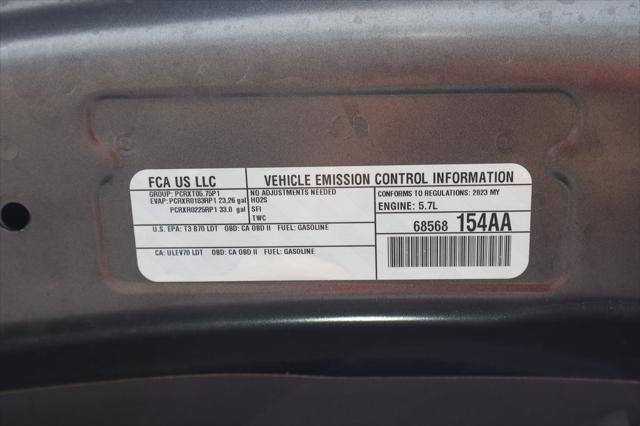 FCA US LLC
VEHICLE EMISSION CONTROL INFORMATION
GROUP: PCRXT05.75P1
EVAP: PCRXR0183RP1 23,26 gal
PCRXR0225RP1 33.0 gal
NO ADJUSTMENTS NEEDED
HO2S
SFI
TWC
CONFORMS TO REGULATIONS: 2023 MY
ENGINE: 5.7L
U.S. EPA: T3 B70 LDT OBD: CA OBD II FUEL: GASOLINE
CA: ULEV70 LDT OBD: CA OBD II FUEL: GASOLINE
68568 154AA